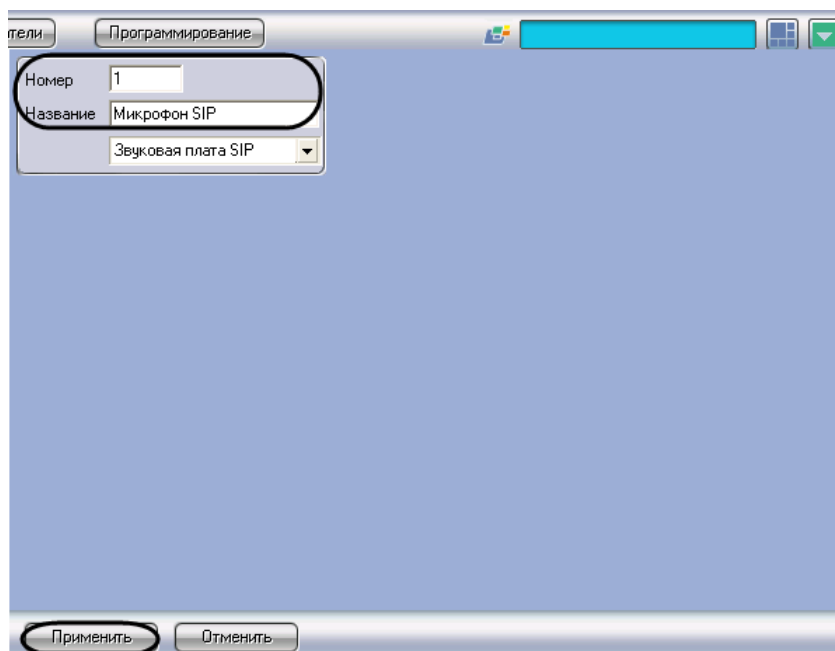 тели Программирование
Номер 1
Название Микрофон SIP
Звуковая плата SIP
Применить Отменить